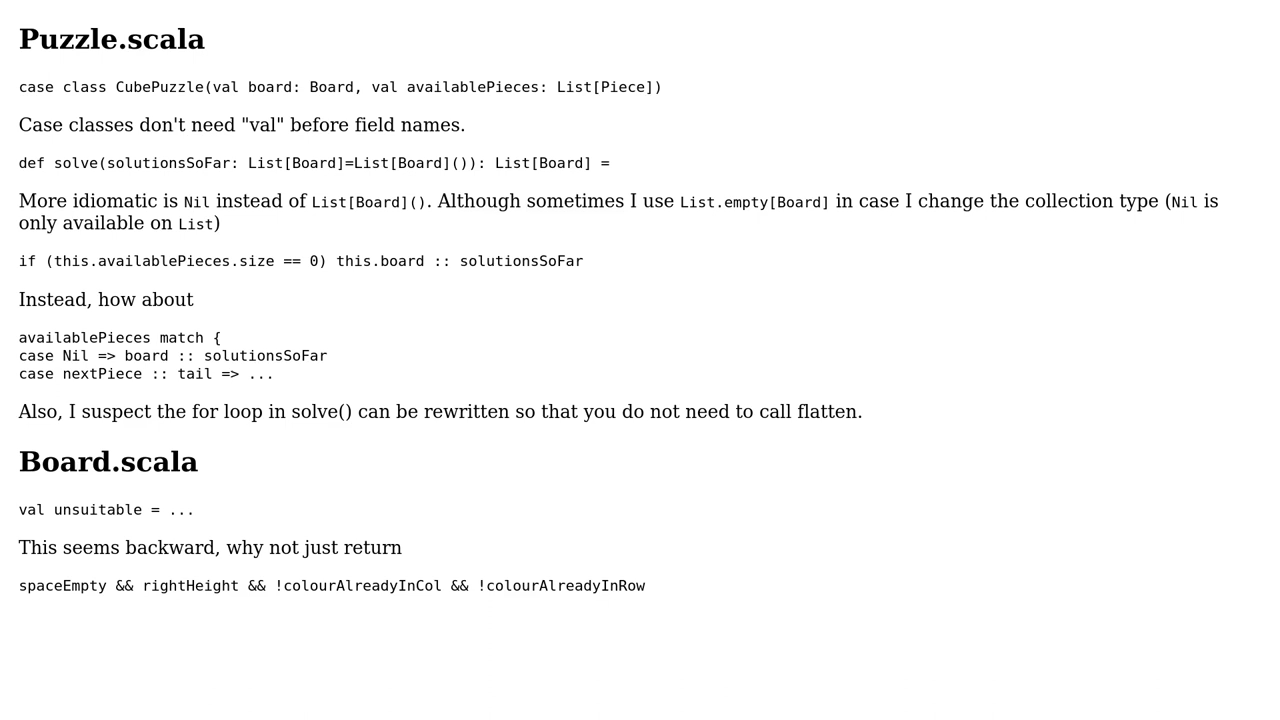 Puzzle.scala
case class CubePuzzle(val board: Board, val availablePieces: List[Piece])
Case classes don't need "val" before field names.
def solve(solutionsSoFar: List[Board]=List[Board]()): List[Board] =
More idiomatic is Nil instead of List[Board](). Although sometimes I use List.empty[Board] in case I change the collection type (Nil is
only available on List)
if (this.availablePieces.size == 0) this.board :: solutionsSoFar
Instead, how about
availablePieces match {
case Nil => board :: solutionsSoFar
case nextPiece :: tail => ...
Also, I suspect the for loop in solve() can be rewritten so that you do not need to call flatten.
Board.scala
val unsuitable = ...
This seems backward, why not just return
spaceEmpty && rightHeight && !colourAlreadyInCol && !colourAlreadyInRow